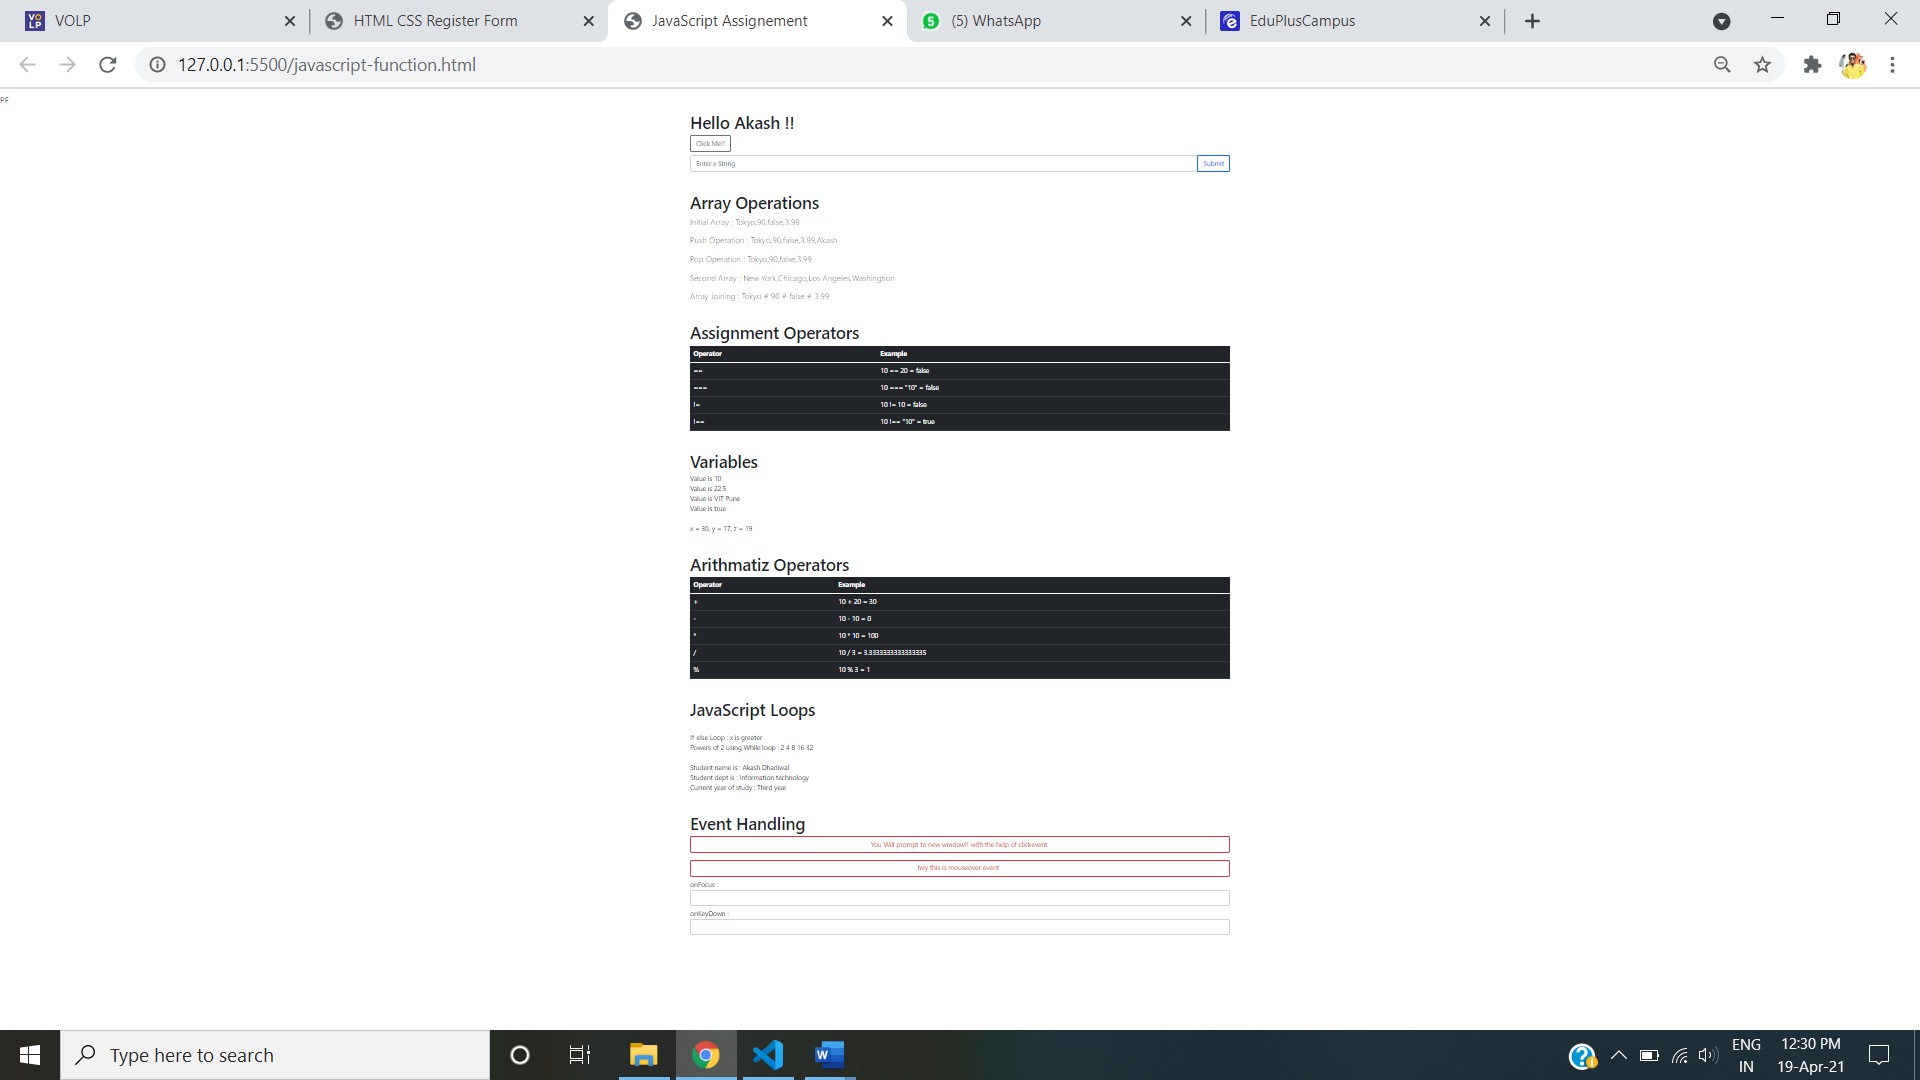 VOLP
HTML CSS Register Form
JavaScript Assignement
(5) WhatsApp
EduPlusCampus
127.0.0.1:5500/javascript-function.html
PF
Hello Akash !!
Click Me!!
Enter x String
Submit
Array Operations
Initial Array : Tokyo,90,false,3.99
Push Operation : Tokyo,90,false,3.99,Akash
Pop Operation : Tokyo,90,false,3.99
Second Array : New York,Chicago,Los Angeles,Washingtion
Array Joining : Tokyo # 90 # false # 3.99
Assignment Operators
Operator Example
== 10 == 20 = false
=== 10 === "10" = false
!= 10 != 10 = false
!== 10 !== "10" = true
Variables
Value is 10
Value is 22.5
Value is VIT Pune
Value is true
x = 30, y = 17, z = 19
Arithmatiz Operators
Operator Example
+ 10 + 20 = 30
- 10 - 10 = 0
* 10 * 10 = 100
/ 10 / 3 = 3.3333333333333335
% 10 % 3 = 1
JavaScript Loops
If else Loop : x is greater
Powers of 2 using While loop : 2 4 8 16 32
Student name is : Akash Dhadiwal
Student dept is : Information technology
Current year of study : Third year
Event Handling
You Will prompt to new window!! with the help of clickevent
hey this is mouseover event
onFocus :
onKeyDown :
Type here to search
ENG
IN
12:30 PM
19-Apr-21